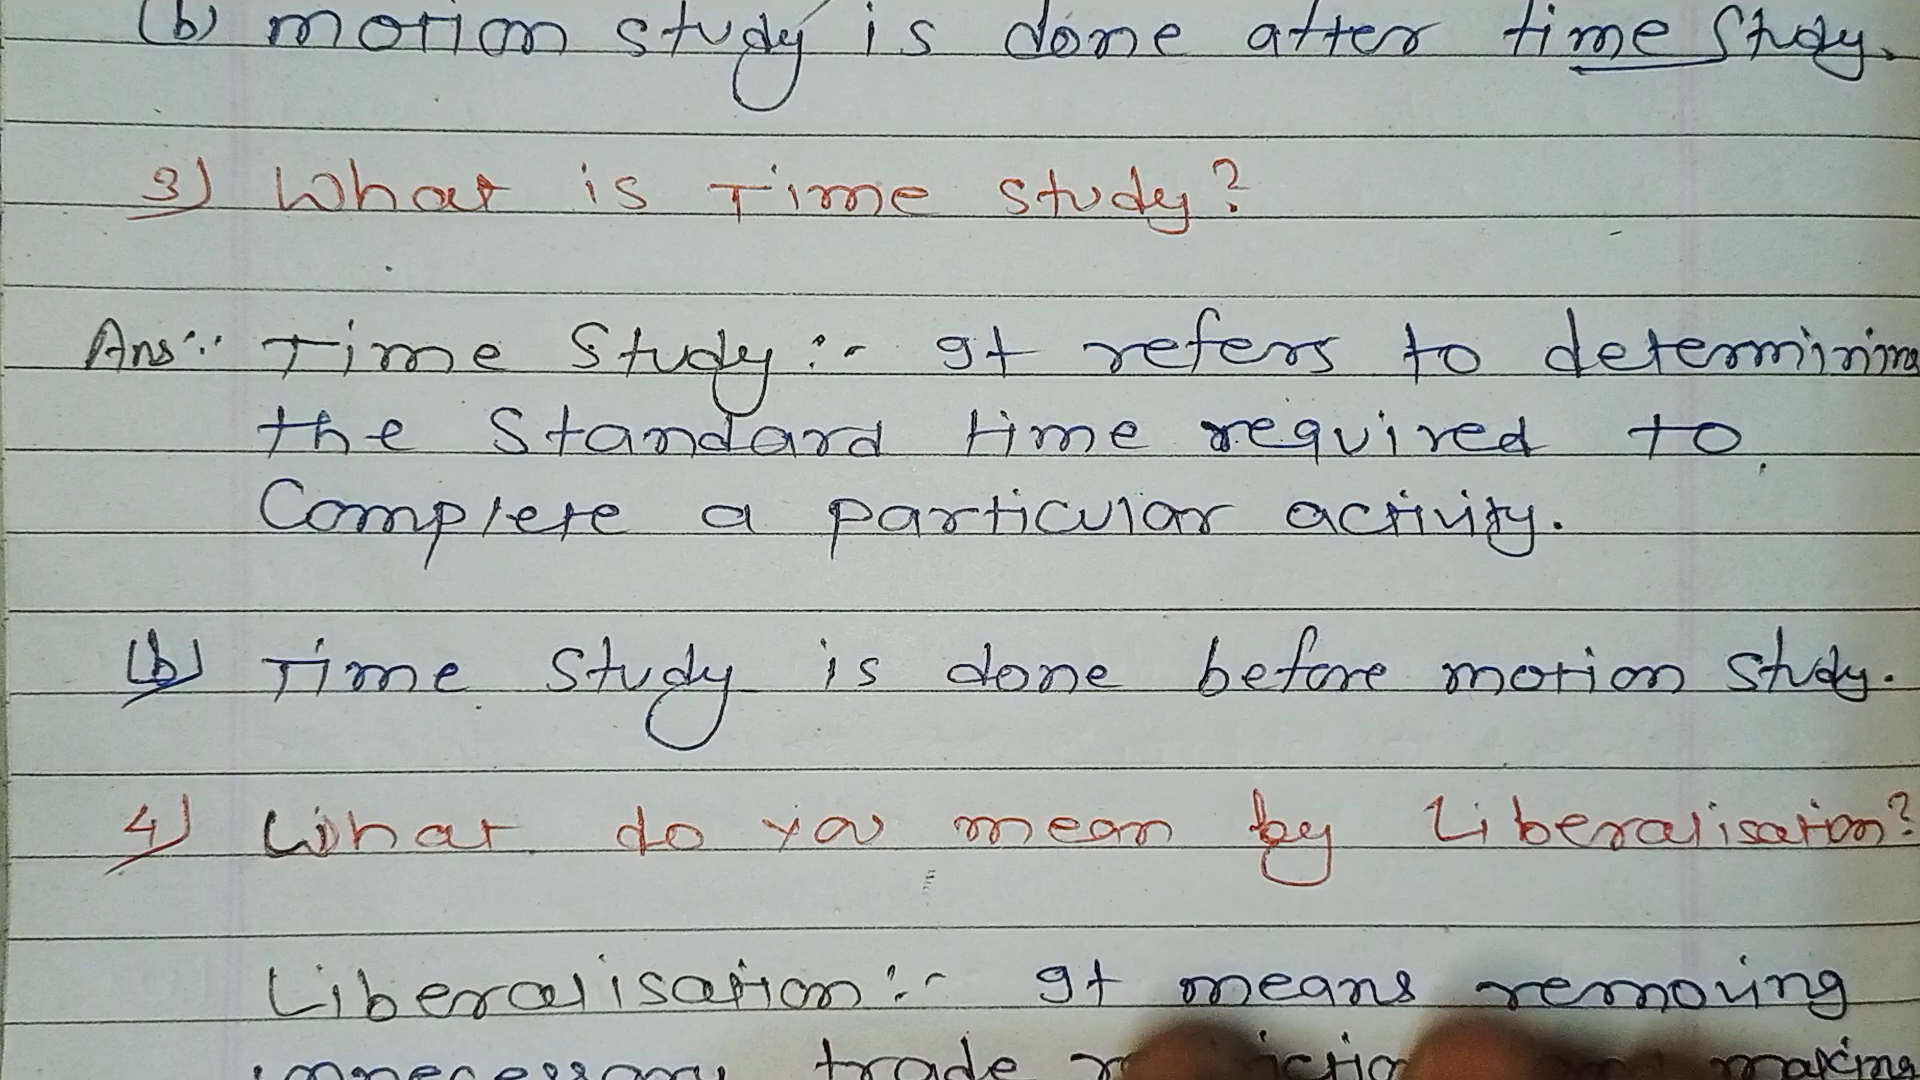 (b) motion study is done after time study.
3) What is Time study?
Ans:- Time Study:- It refers to determining
the Standard time required to
Complete a particular activity.
(b) Time study is done before motion study.
4) What do you mean by Liberalisation?
Liberalisation:- It means removing
unnecessary trade making